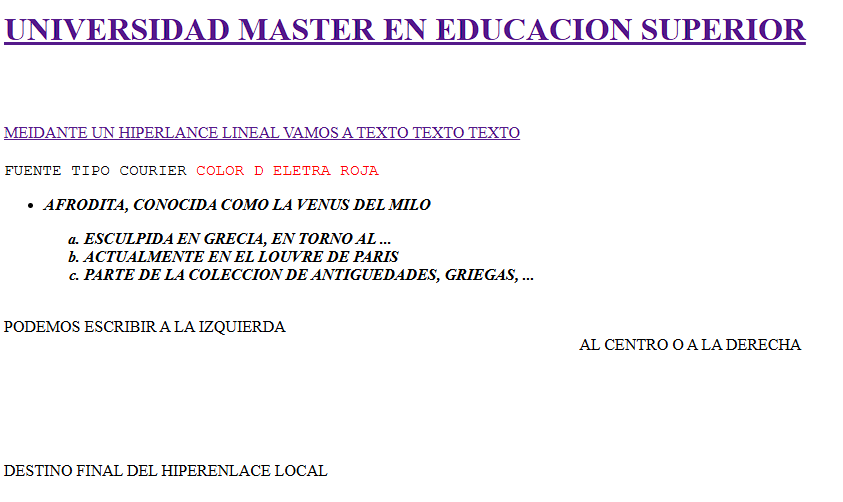 UNIVERSIDAD MASTER EN EDUCACION SUPERIOR
MEIDANTE UN HIPERLANCE LINEAL VAMOS A TEXTO TEXTO TEXTO
FUENTE TIPO COURIER COLOR D ELETRA ROJA
• AFRODITA, CONOCIDA COMO LA VENUS DEL MILO
a. ESCULPIDA EN GRECIA, EN TORNO AL ...
b. ACTUALMENTE EN EL LOUVRE DE PARIS
c. PARTE DE LA COLECCION DE ANTIGUEDADES, GRIEGAS, ...
PODEMOS ESCRIBIR A LA IZQUIERDA
AL CENTRO O A LA DERECHA
DESTINO FINAL DEL HIPERENLACE LOCAL